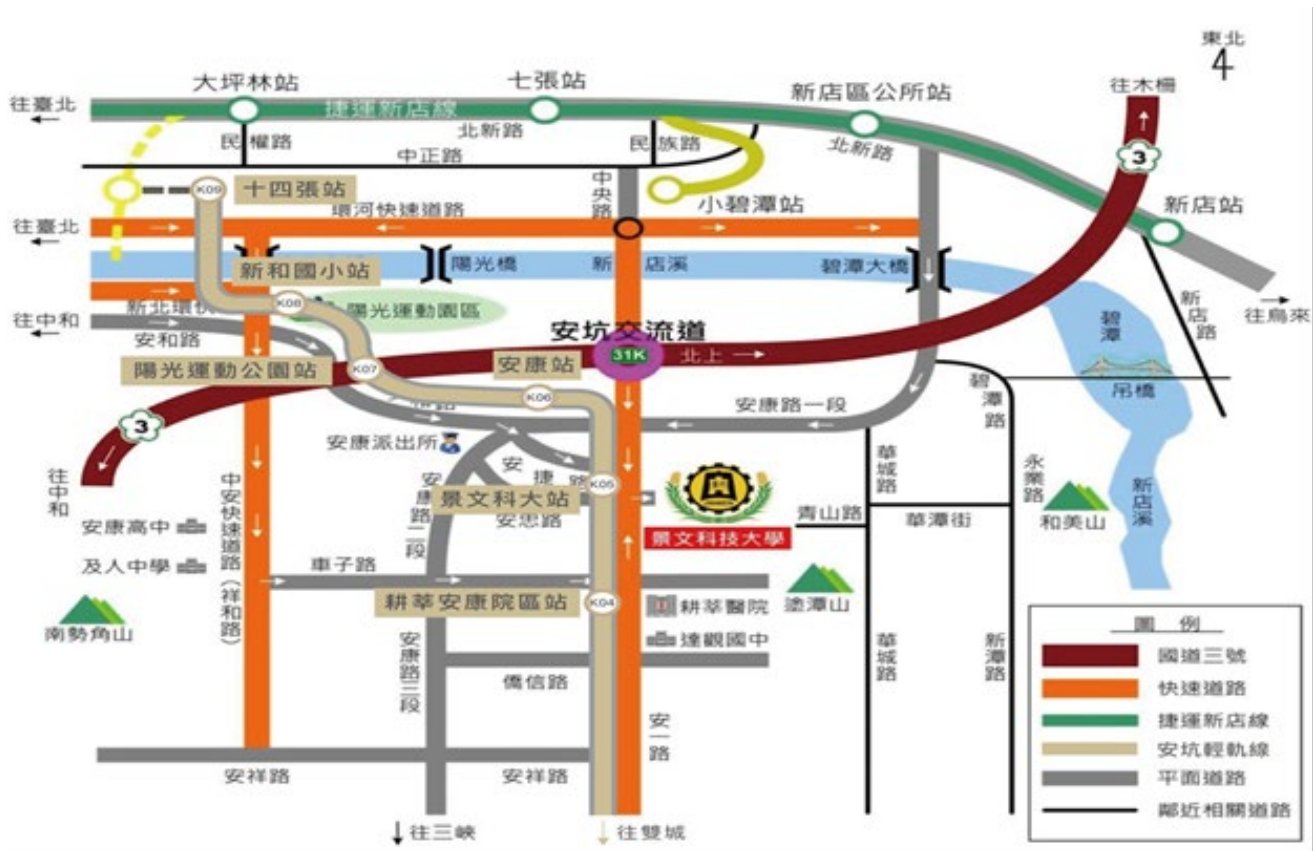 東北
4
大坪林站
七張站
新店區公所站
往木柵
往臺北
捷運新店線
北新路
民權路
中正路
民族路
北新路
3
K09
十四張站
中央路
小碧潭站
新店站
環河快速道路
往臺北
新和國小站
陽光橋
新店溪
碧潭大橋
K08
陽光運動園區
新店路
往烏來
往中和
安和路
安坑交流道
31K
北上
碧潭
吊橋
陽光運動公園站
K07
安康站
K06
安康路一段
碧潭路
3
往中和
安康派出所
安捷路
華城路
永業路
新店溪
中安快速道路(祥和路)
安康路二段
景文科大站
K05
安忠路
景文科技大學
青山路
華潭街
和美山
安康高中
及人中學
車子路
南勢角山
耕莘安康院區站
K04
耕莘醫院
達觀國中
塗潭山
華城路
新潭路
安康路三段
僑信路
安一路
安祥路
安祥路
往三峽
往雙城
圖 例
國道三號
快速道路
捷運新店線
安坑輕軌線
平面道路
鄰近相關道路